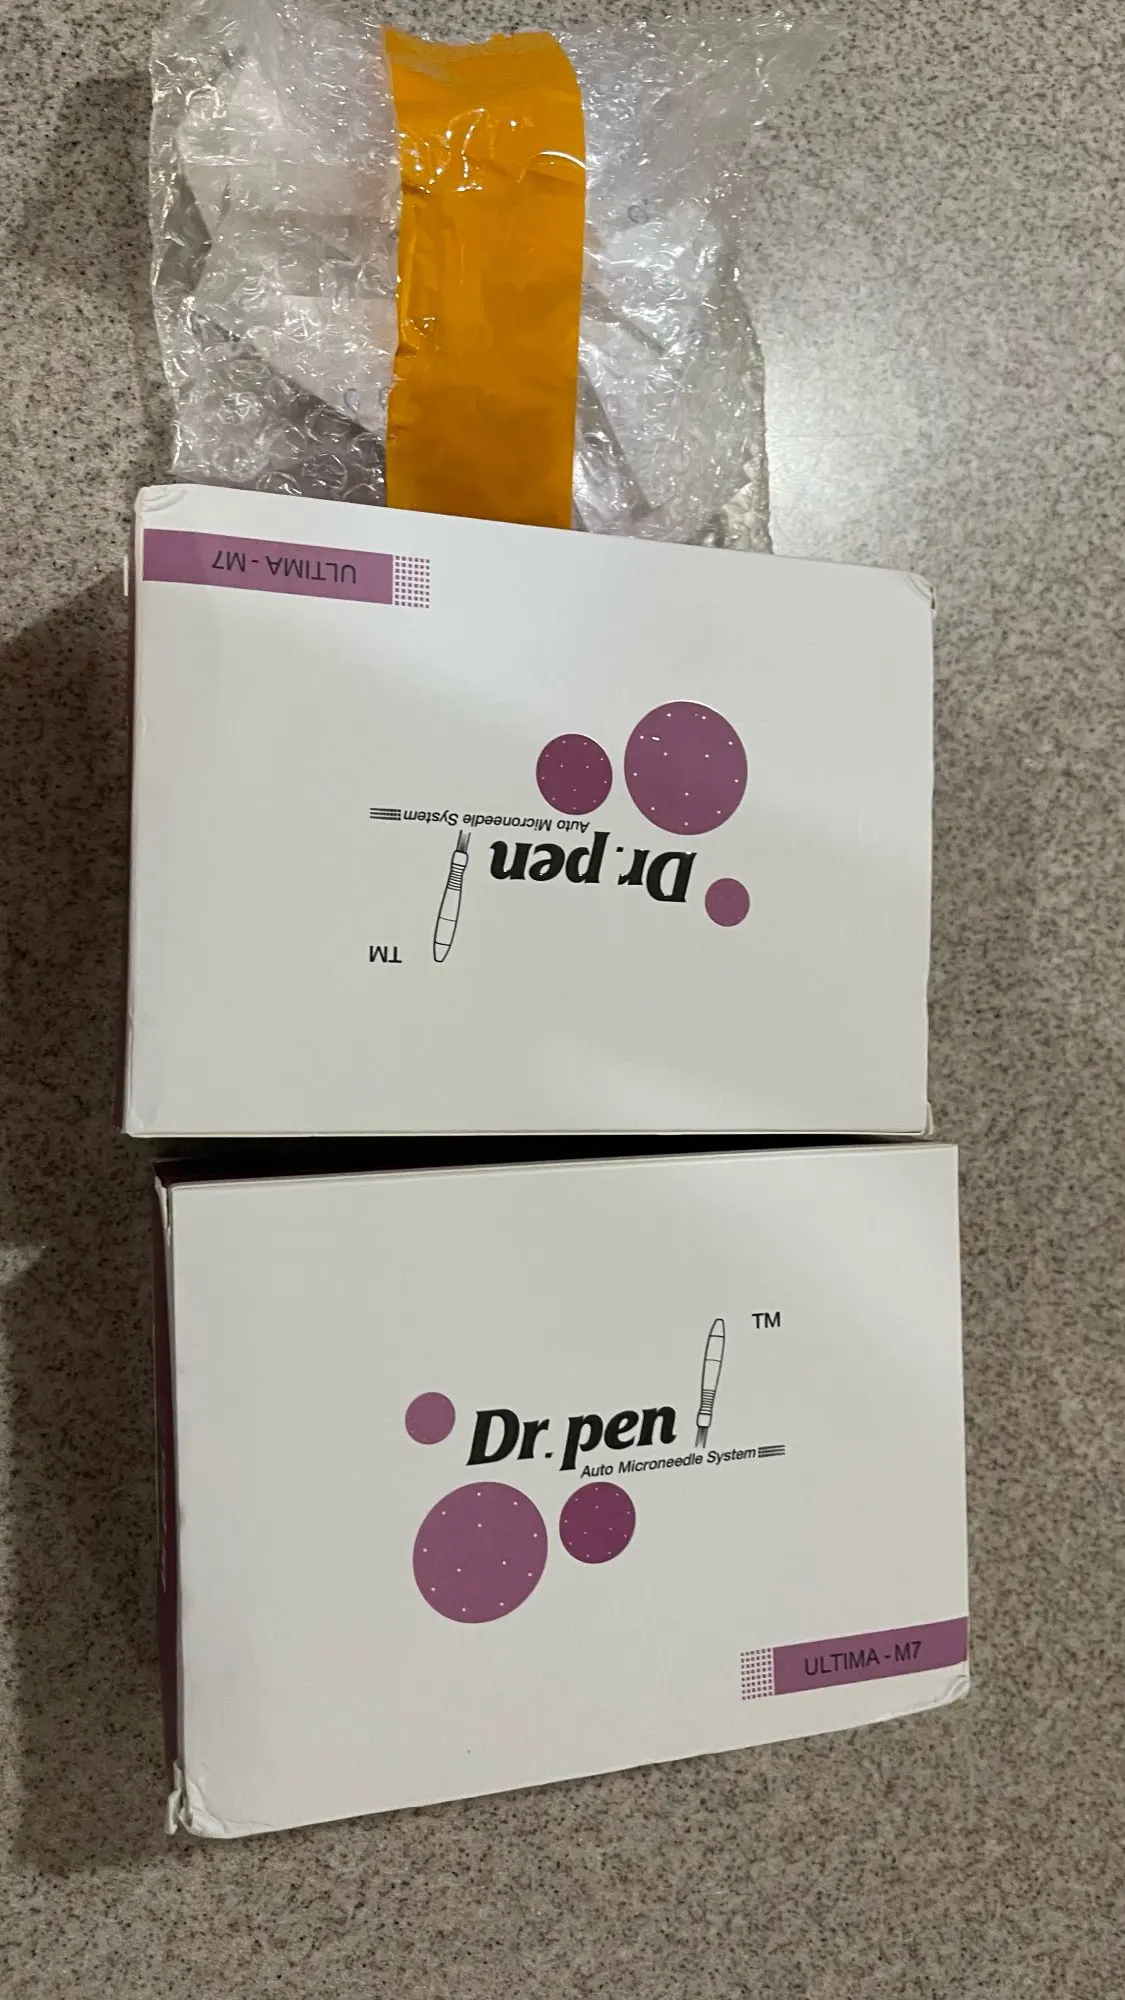 ULTIMA - M7
Auto Microneedle System
Dr. pen
TM
TM
Dr. pen
Auto Microneedle System
ULTIMA - M7